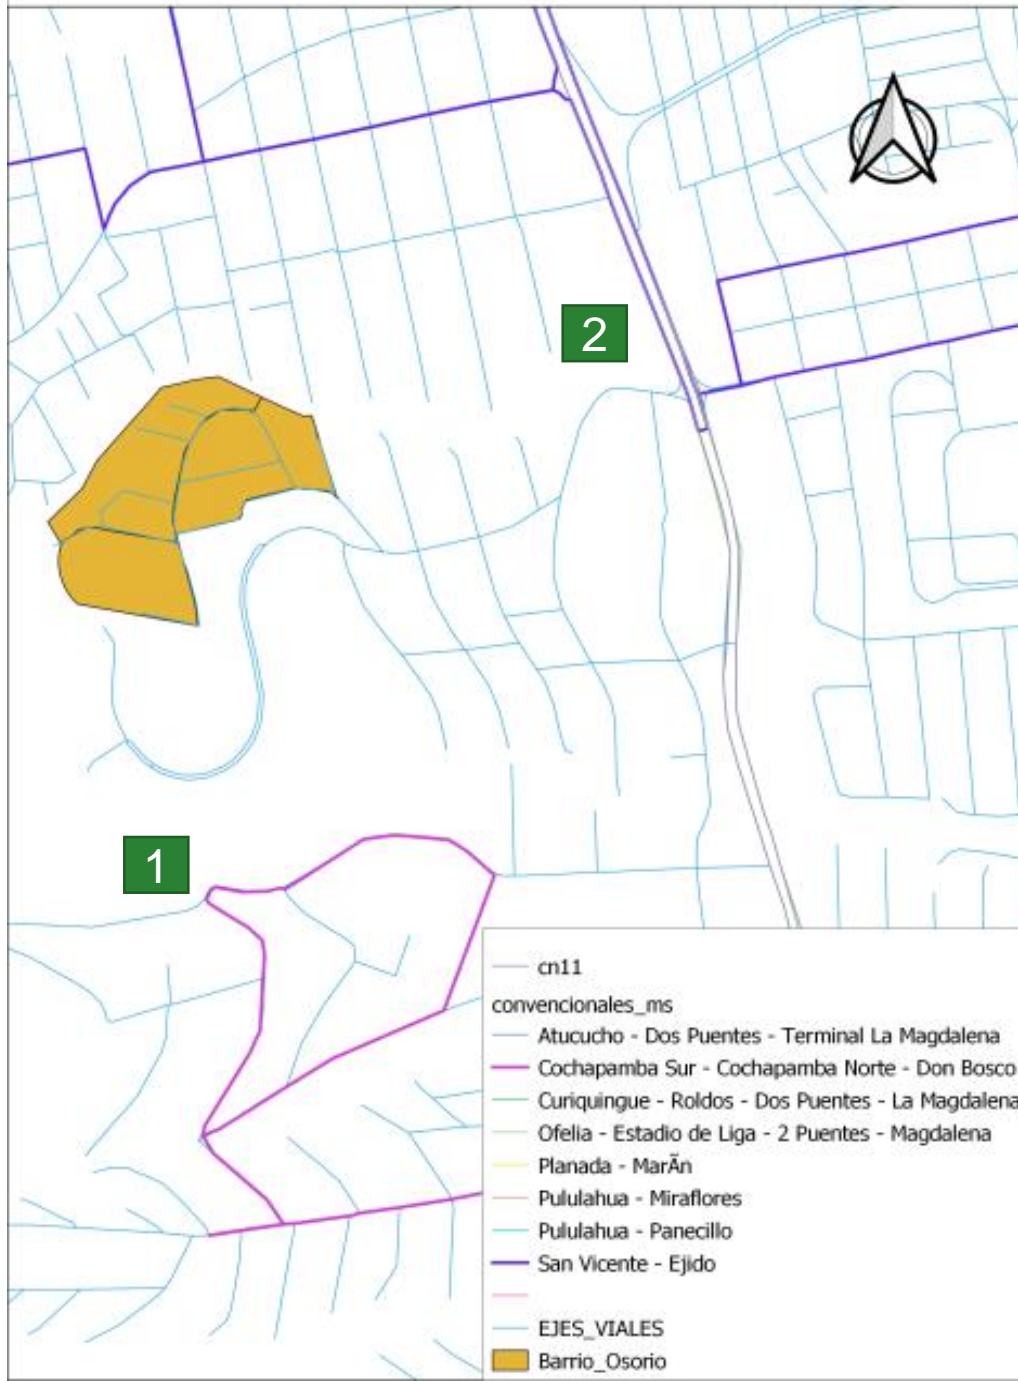 2
1
cn11
convencionales_ms
Atucucho - Dos Puentes - Terminal La Magdalena
Cochapamba Sur - Cochapamba Norte - Don Bosco
Curiquingue - Roldos - Dos Puentes - La Magdalena
Ofelia - Estadio de Liga - 2 Puentes - Magdalena
Planada - MarÃn
Pululahua - Miraflores
Pululahua - Panecillo
San Vicente - Ejido
EJES_VIALES
Barrio_Osorio